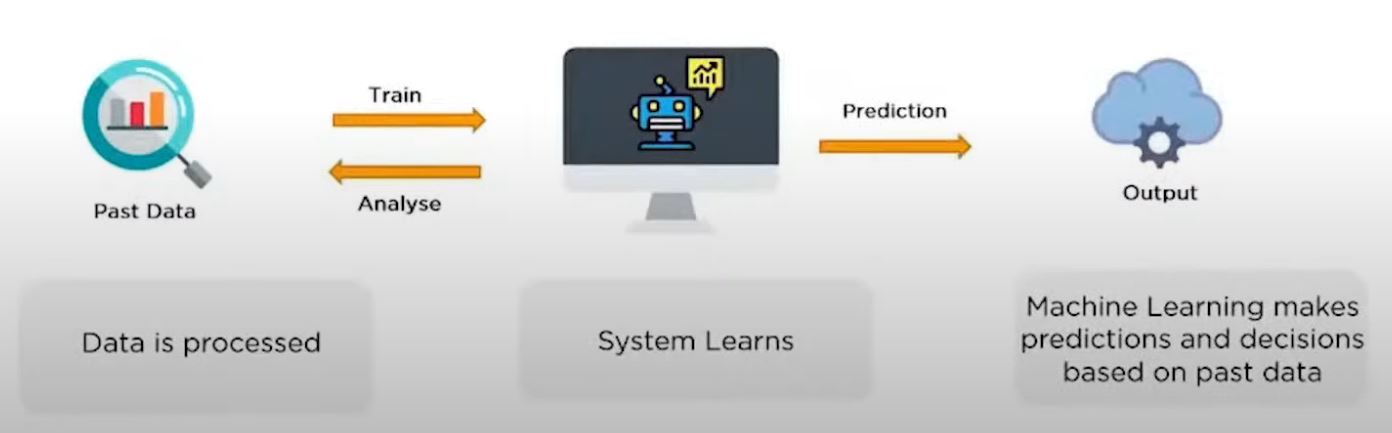 Train
Prediction
Past Data
Analyse
Output
Data is processed
System Learns
Machine Learning makes
predictions and decisions
based on past data